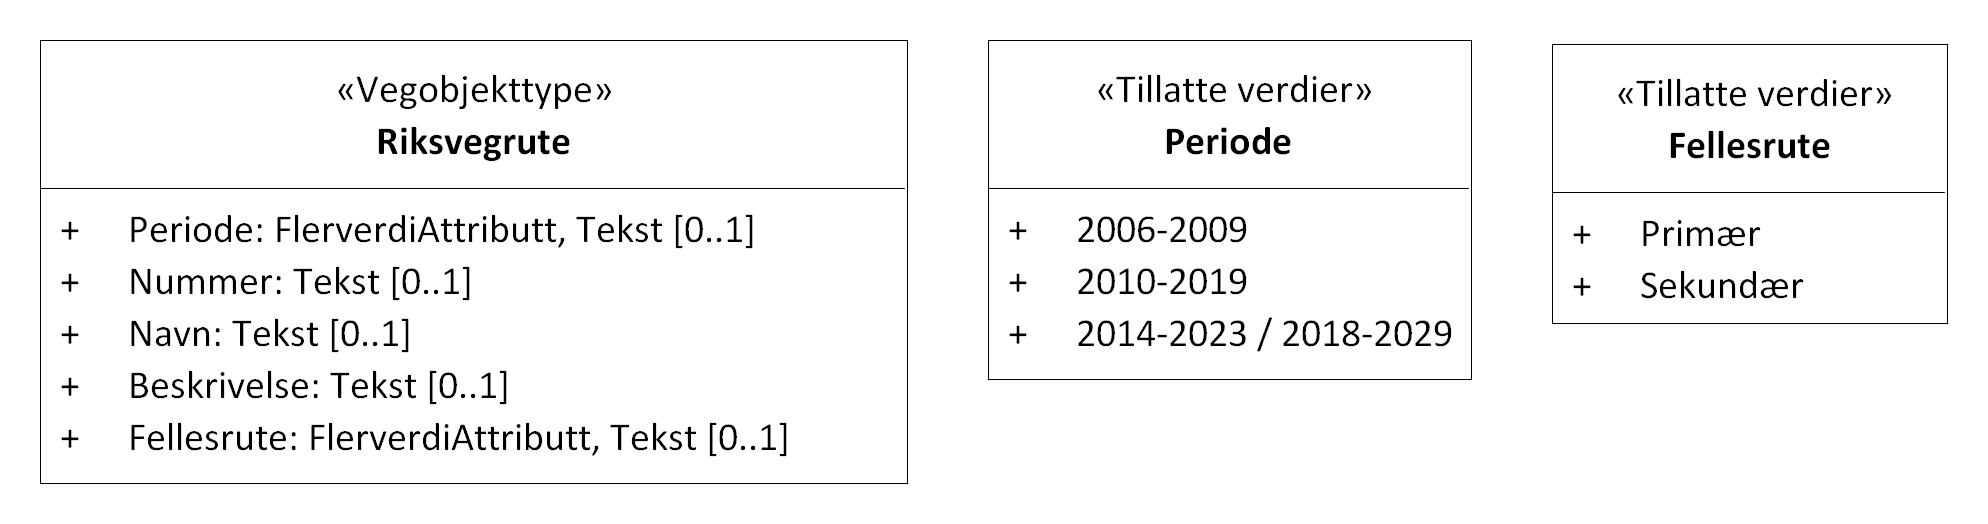 «Vegobjekttype»
Riksvegrute
+ Periode: FlerverdiAttributt, Tekst [0..1]
+ Nummer: Tekst [0..1]
+ Navn: Tekst [0..1]
+ Beskrivelse: Tekst [0..1]
+ Fellesrute: FlerverdiAttributt, Tekst [0..1]
«Tillatte verdier»
Periode
+ 2006-2009
+ 2010-2019
+ 2014-2023 / 2018-2029
«Tillatte verdier»
Fellesrute
+ Primær
+ Sekundær